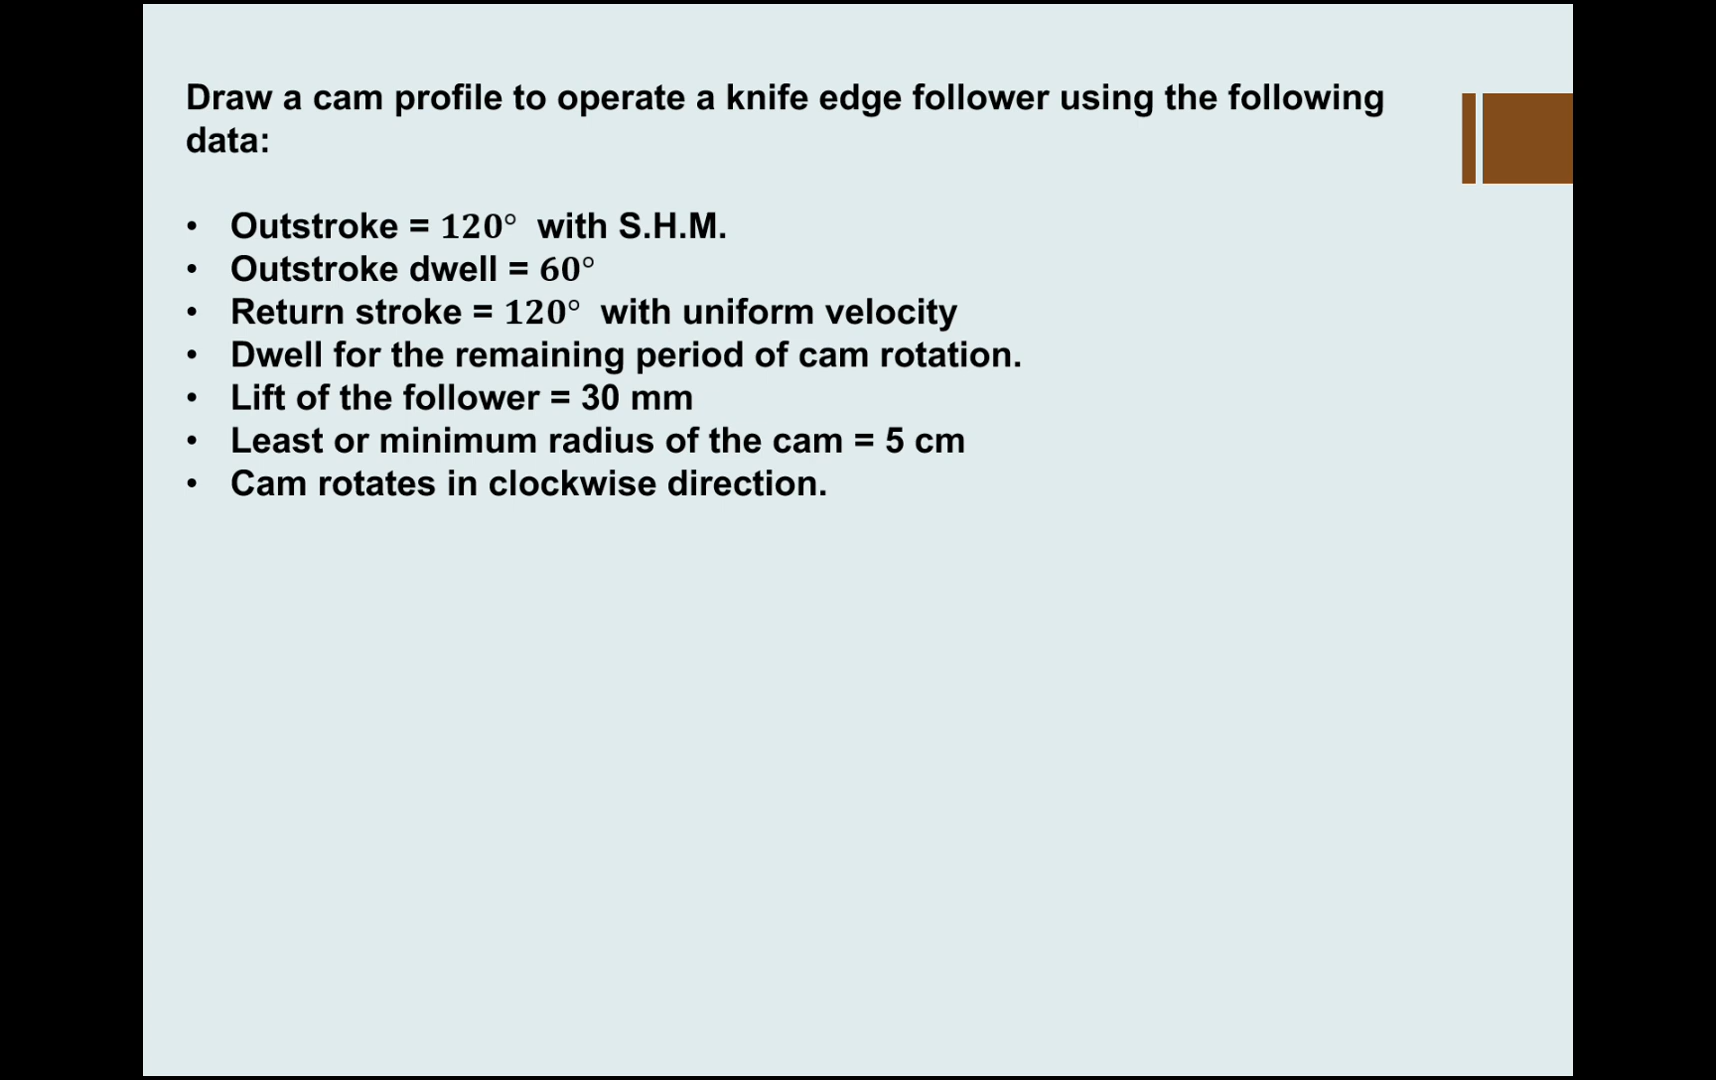 Draw a cam profile to operate a knife edge follower using the following
data:
• Outstroke = 120° with S.H.M.
• Outstroke dwell = 60°
• Return stroke = 120° with uniform velocity
• Dwell for the remaining period of cam rotation.
• Lift of the follower = 30 mm
• Least or minimum radius of the cam = 5 cm
• Cam rotates in clockwise direction.